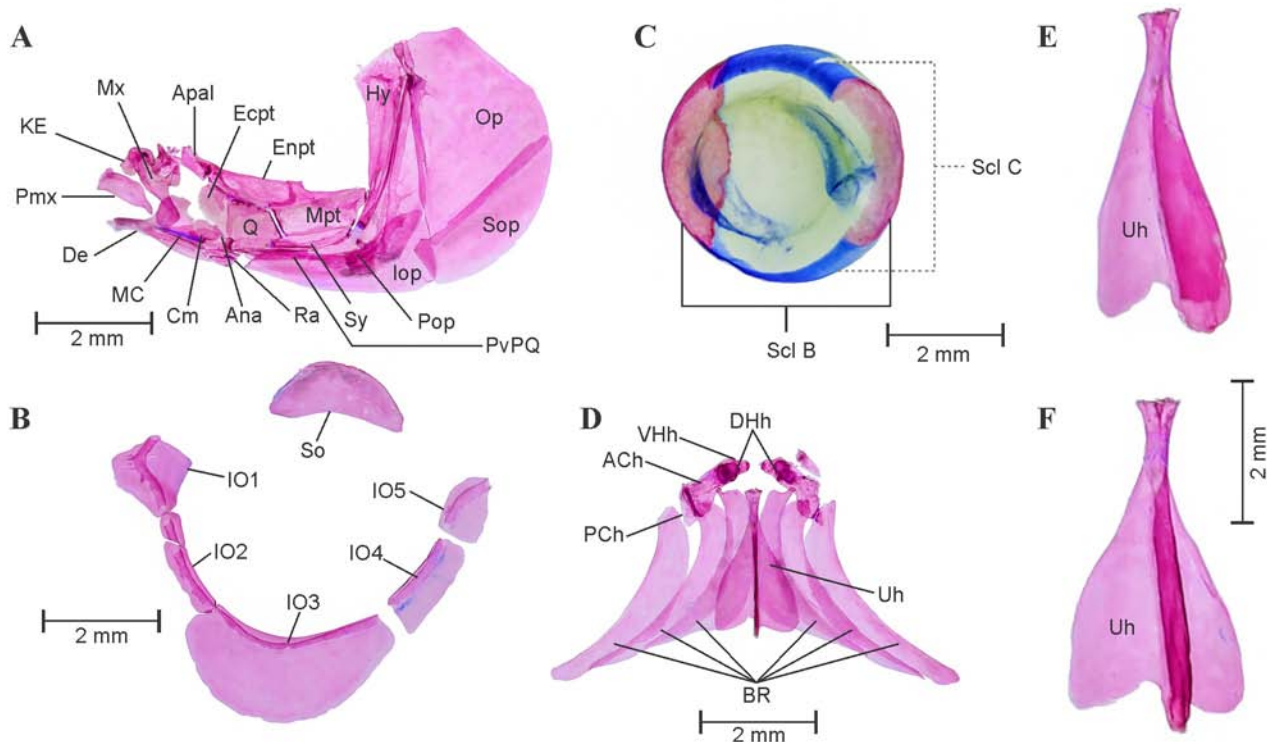 A
Mx
Apal
KE
Ecpt
Enpt
Pmx
Hy
Op
Q
Mpt
Sop
De
Iop
MC
Cm
Ana
Ra
Sy
Pop
PvPQ
2 mm
B
So
IO1
IO2
IO3
IO4
IO5
2 mm
C
Scl C
Scl B
2 mm
D
DHh
VHh
ACh
PCh
Uh
BR
2 mm
E
Uh
2 mm
F
Uh